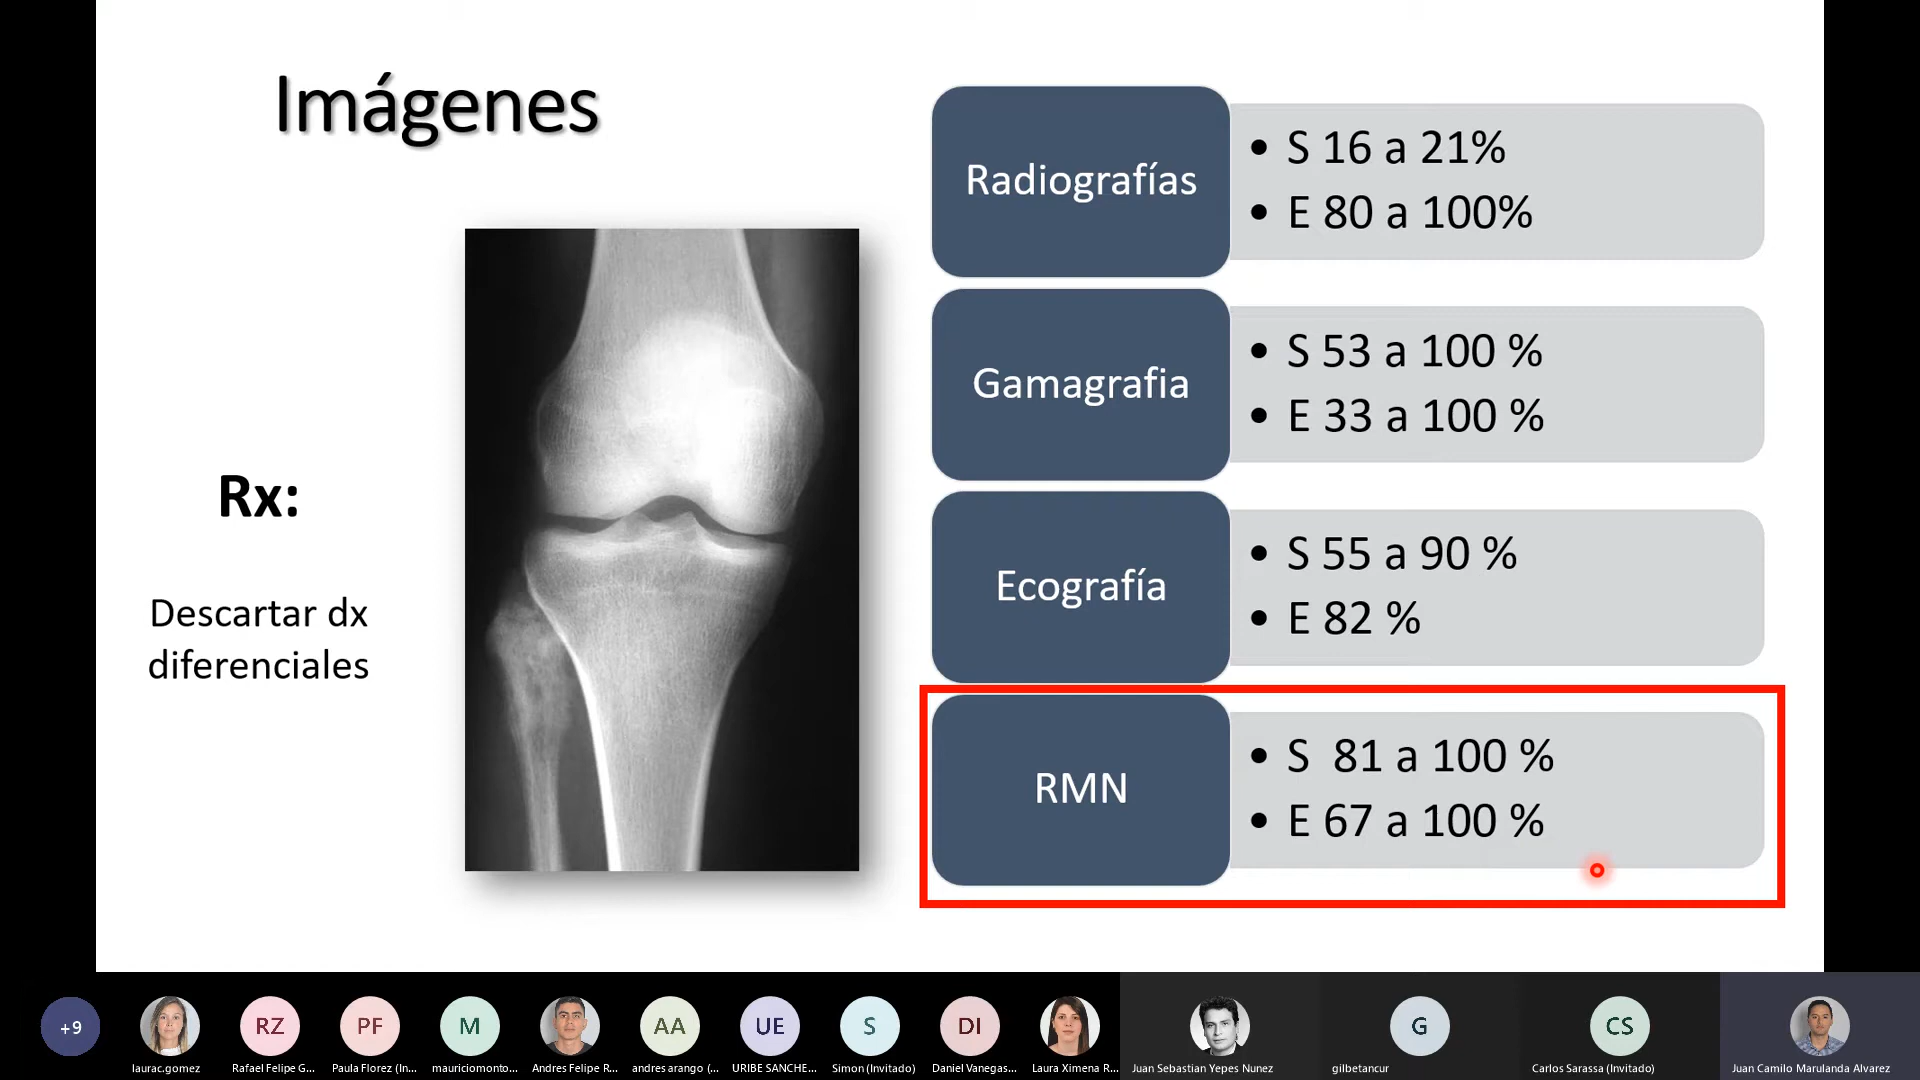 Imágenes
Rx:
Descartar dx
diferenciales
Radiografías
• S 16 a 21%
• E 80 a 100%
Gamagrafia
• S 53 a 100 %
• E 33 a 100 %
Ecografía
• S 55 a 90 %
• E 82 %
RMN
• S  81 a 100 %
• E 67 a 100 %
+9
RZ
PF
M
AA
UE
S
DI
G
CS
laurac.gomez
Rafael Felipe G...
Paula Florez (In...
mauriciomonto...
Andres Felipe R...
andres arango (...
URIBE SANCHE...
Simon (Invitado)
Daniel Vanegas...
Laura Ximena R...
Juan Sebastian Yepes Nunez
gilbetancur
Carlos Sarassa (Invitado)
Juan Camilo Marulanda Alvarez